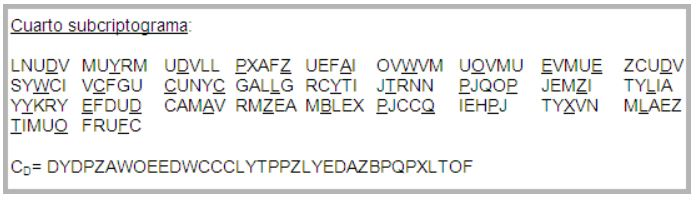 Cuarto subcriptograma:
LNUDV MUYRM UDVLL PXAFZ UEFAI OVWVM UOVMU EVMUE ZCUDV
SYWCI VCFGU CUNYC GALLG RCYTI JTRNN PJQOP JEMZI TYLIA
YYKRY EFDUD CAMAV RMZEA MBLEX PJCCQ IEHPJ TYXVN MLAEZ
TIMUO FRUFC
CD= DYDPZAWOEEDWCCCLYTPPZLYEDAZBPQPXLTOF